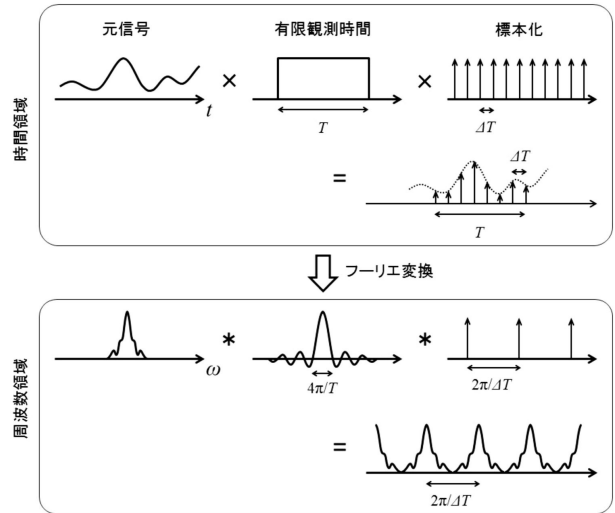 元信号
有限観測時間
標本化
時間領域
×
×
t
T
ΔT
=
ΔT
T
フーリエ変換
周波数領域
*
*
ω
4π/T
2π/ΔT
=
2π/ΔT